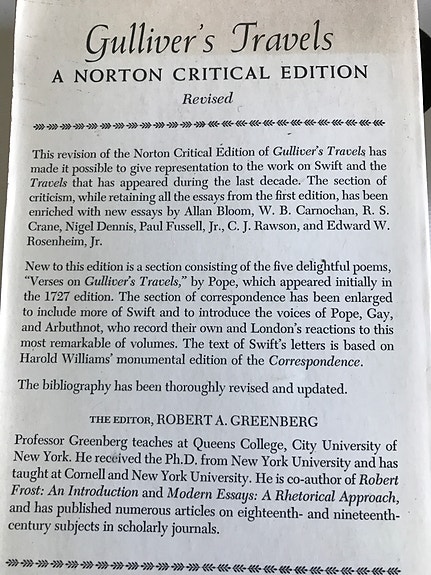 Gulliver's Travels
A NORTON CRITICAL EDITION
Revised
This revision of the Norton Critical Edition of Gulliver's Travels has
made it possible to give representation to the work on Swift and the
Travels that has appeared during the last decade. The section of
criticism, while retaining all the essays from the first edition, has been
enriched with new essays by Allan Bloom, W. B. Carnochan, R. S.
Crane, Nigel Dennis, Paul Fussell, Jr., C. J. Rawson, and Edward W.
Rosenheim, Jr.
New to this edition is a section consisting of the five delightful poems,
"Verses on Gulliver's Travels," by Pope, which appeared initially in
the 1727 edition. The section of correspondence has been enlarged
to include more of Swift and to introduce the voices of Pope, Gay,
and Arbuthnot, who record their own and London's reactions to this
most remarkable of volumes. The text of Swift's letters is based on
Harold Williams' monumental edition of the Correspondence.
The bibliography has been thoroughly revised and updated.
THE EDITOR, ROBERT A. GREENBERG
Professor Greenberg teaches at Queens College, City University of
New York. He received the Ph.D. from New York University and has
taught at Cornell and New York University. He is co-author of Robert
Frost: An Introduction and Modern Essays: A Rhetorical Approach,
and has published numerous articles on eighteenth- and nineteenth-
century subjects in scholarly journals.